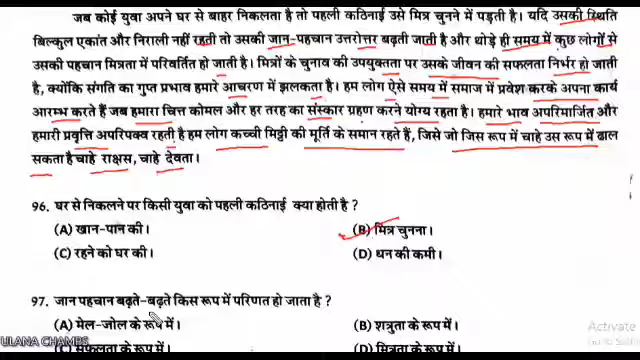 जब कोई युवा अपने घर से बाहर निकलता है तो पहली कठिनाई उसे मित्र चुनने में पड़ती है। यदि उसकी स्थिति
बिल्कुल एकांत और निराली नहीं रहती तो उसकी जान-पहचान उत्तरोत्तर बढ़ती जाती है और थोड़े ही समय में कुछ लोगों से
उसकी पहचान मित्रता में परिवर्तित हो जाती है। मित्रों के चुनाव की उपयुक्तता पर उसके जीवन की सफलता निर्भर हो जाती
है, क्योंकि संगति का गुप्त प्रभाव हमारे आचरण में झलकता है। हम लोग ऐसे समय में समाज में प्रवेश करके अपना कार्य
आरम्भ करते हैं जब हमारा चित्त कोमल और हर तरह का संस्कार ग्रहण करने योग्य रहता है। हमारे भाव अपरिमार्जित और
हमारी प्रवृत्ति अपरिपक्व रहती है हम लोग कच्ची मिट्टी की मूर्ति के समान रहते हैं, जिसे जो जिस रूप में चाहे उस रूप में ढाल
सकता है चाहे राक्षस, चाहे देवता।
96. घर से निकलने पर किसी युवा को पहली कठिनाई क्या होती है ?
(A) खान-पान की। (B) मित्र चुनना।
(C) रहने को घर की। (D) धन की कमी।
97. जान पहचान बढ़ते-बढ़ते किस रूप में परिणत हो जाता है ?
(A) मेल-जोल के रूप में। (B) शत्रुता के रूप में।
(C) सफलता के रूप में। (D) मित्रता के रूप में।
Activate
ULANA CHAMPS